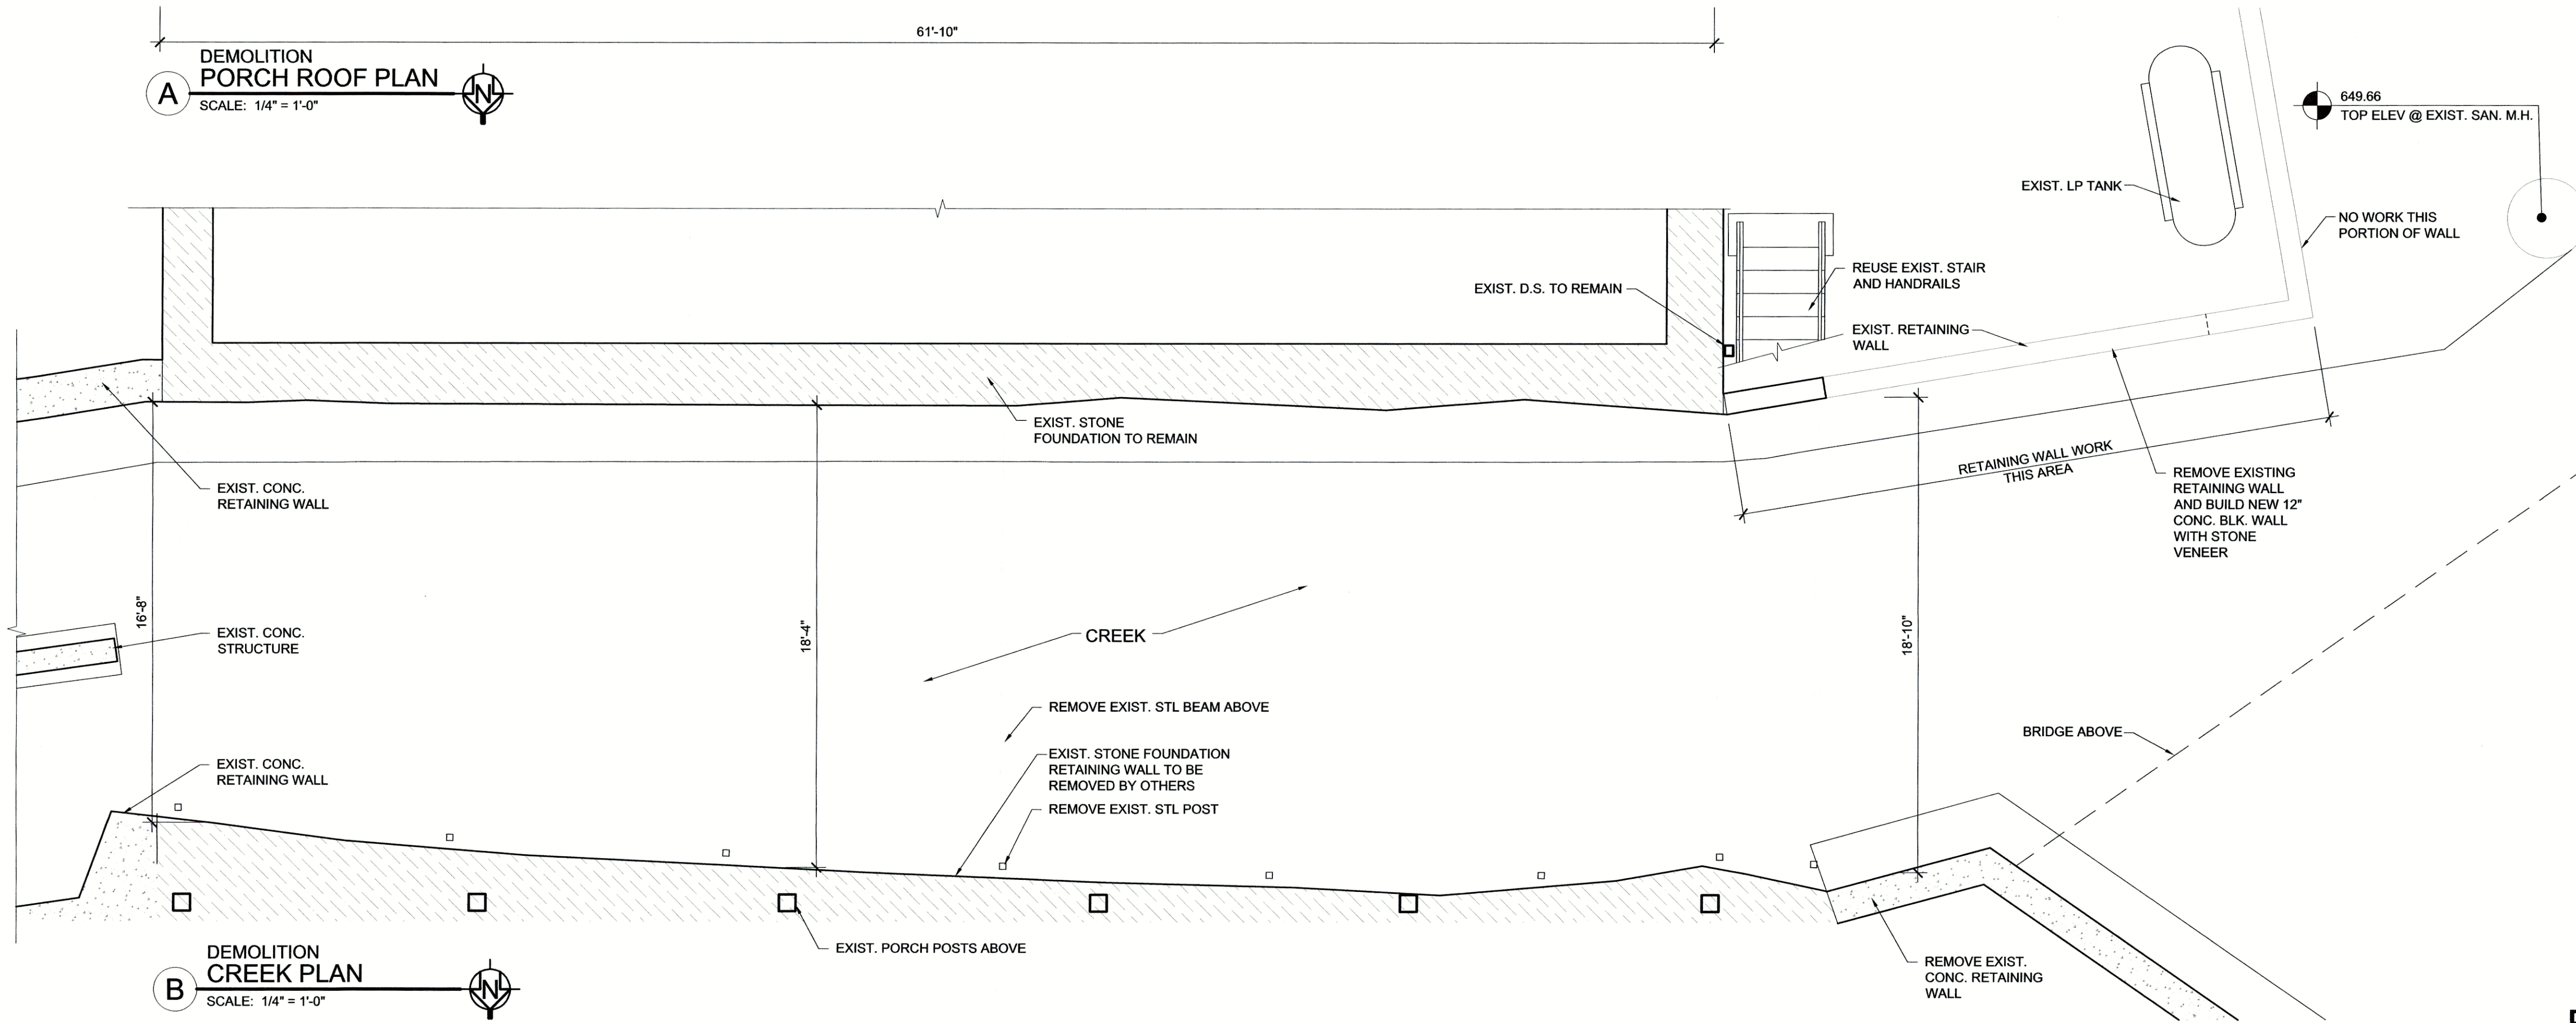 61'-10"
DEMOLITION
A
PORCH ROOF PLAN
N
SCALE: 1/4" = 1'-0"
649.66
TOP ELEV @ EXIST. SAN. M.H.
EXIST. LP TANK
NO WORK THIS
PORTION OF WALL
REUSE EXIST. STAIR
AND HANDRAILS
EXIST. D.S. TO REMAIN
EXIST. RETAINING
WALL
EXIST. STONE
FOUNDATION TO REMAIN
RETAINING WALL WORK
THIS AREA
REMOVE EXISTING
RETAINING WALL
AND BUILD NEW 12"
CONC. BLK. WALL
WITH STONE
VENEER
EXIST. CONC.
RETAINING WALL
16'-8"
18'-4"
18'-10"
EXIST. CONC.
STRUCTURE
CREEK
REMOVE EXIST. STL BEAM ABOVE
BRIDGE ABOVE
EXIST. STONE FOUNDATION
RETAINING WALL TO BE
REMOVED BY OTHERS
EXIST. CONC.
RETAINING WALL
REMOVE EXIST. STL POST
EXIST. PORCH POSTS ABOVE
REMOVE EXIST.
CONC. RETAINING
WALL
DEMOLITION
B
CREEK PLAN
N
SCALE: 1/4" = 1'-0"